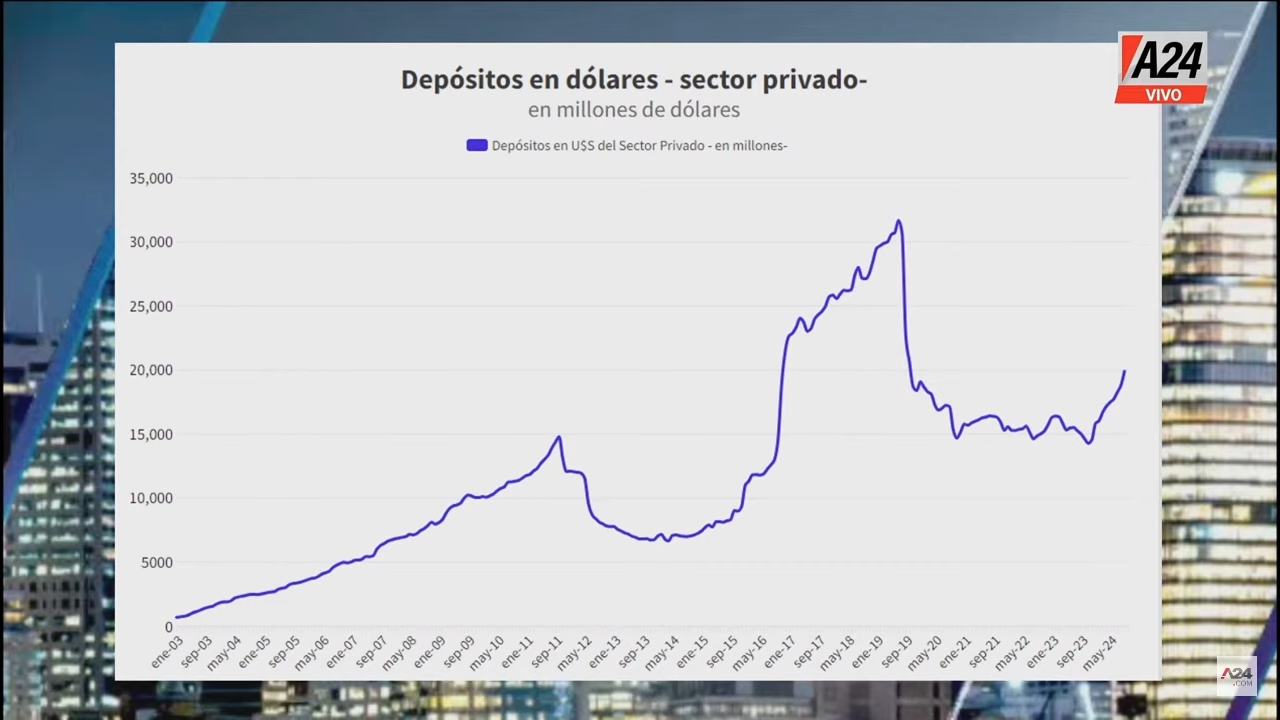 A24
VIVO
Depósitos en dólares - sector privado-
en millones de dólares
Depósitos en U$S del Sector Privado - en millones-
35,000
30,000
25,000
20,000
15,000
10,000
5000
0
ene-03
sep-03
may-04
ene-05
sep-05
may-06
ene-07
sep-07
may-08
ene-09
sep-09
may-10
ene-11
sep-11
may-12
ene-13
sep-13
may-14
ene-15
sep-15
may-16
ene-17
sep-17
may-18
ene-19
sep-19
may-20
ene-21
sep-21
may-22
ene-23
sep-23
may-24
A24
.COM